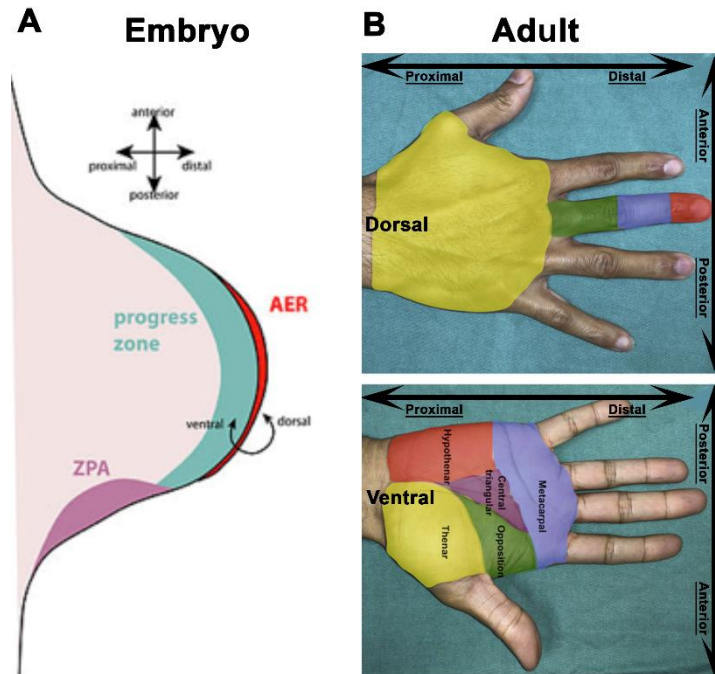 A
Embryo
anterior
proximal
distal
posterior
progress
zone
AER
ventral
dorsal
ZPA
B
Adult
Proximal
Distal
Anterior
Dorsal
Posterior
Proximal
Distal
Posterior
Hypothenar
Central
triangular
Metacarpal
Ventral
Thenar
Opposition
Anterior